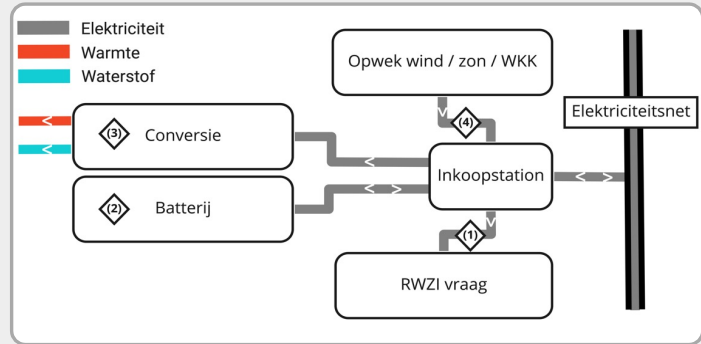 Elektriciteit
Warmte
Waterstof
Opwek wind / zon / WKK
Elektriciteitsnet
(4)
(3) Conversie
Inkoopstation
(2) Batterij
(1)
RWZI vraag